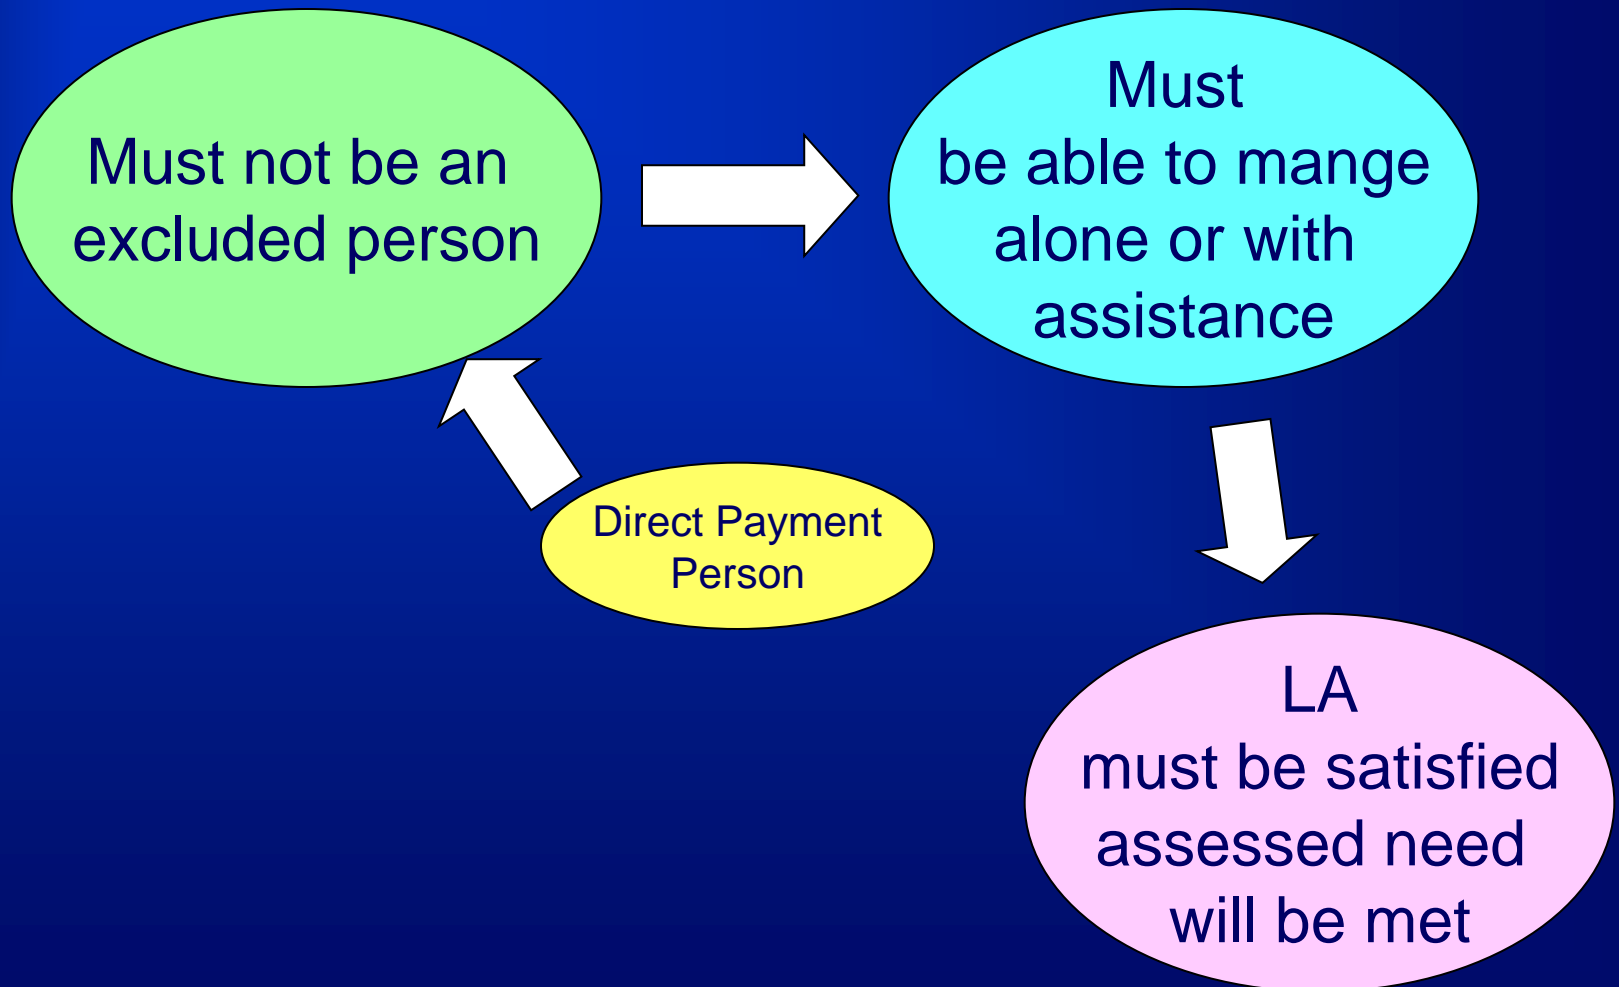 Must not be an
excluded person
Must
be able to mange
alone or with
assistance
Direct Payment
Person
LA
must be satisfied
assessed need
will be met